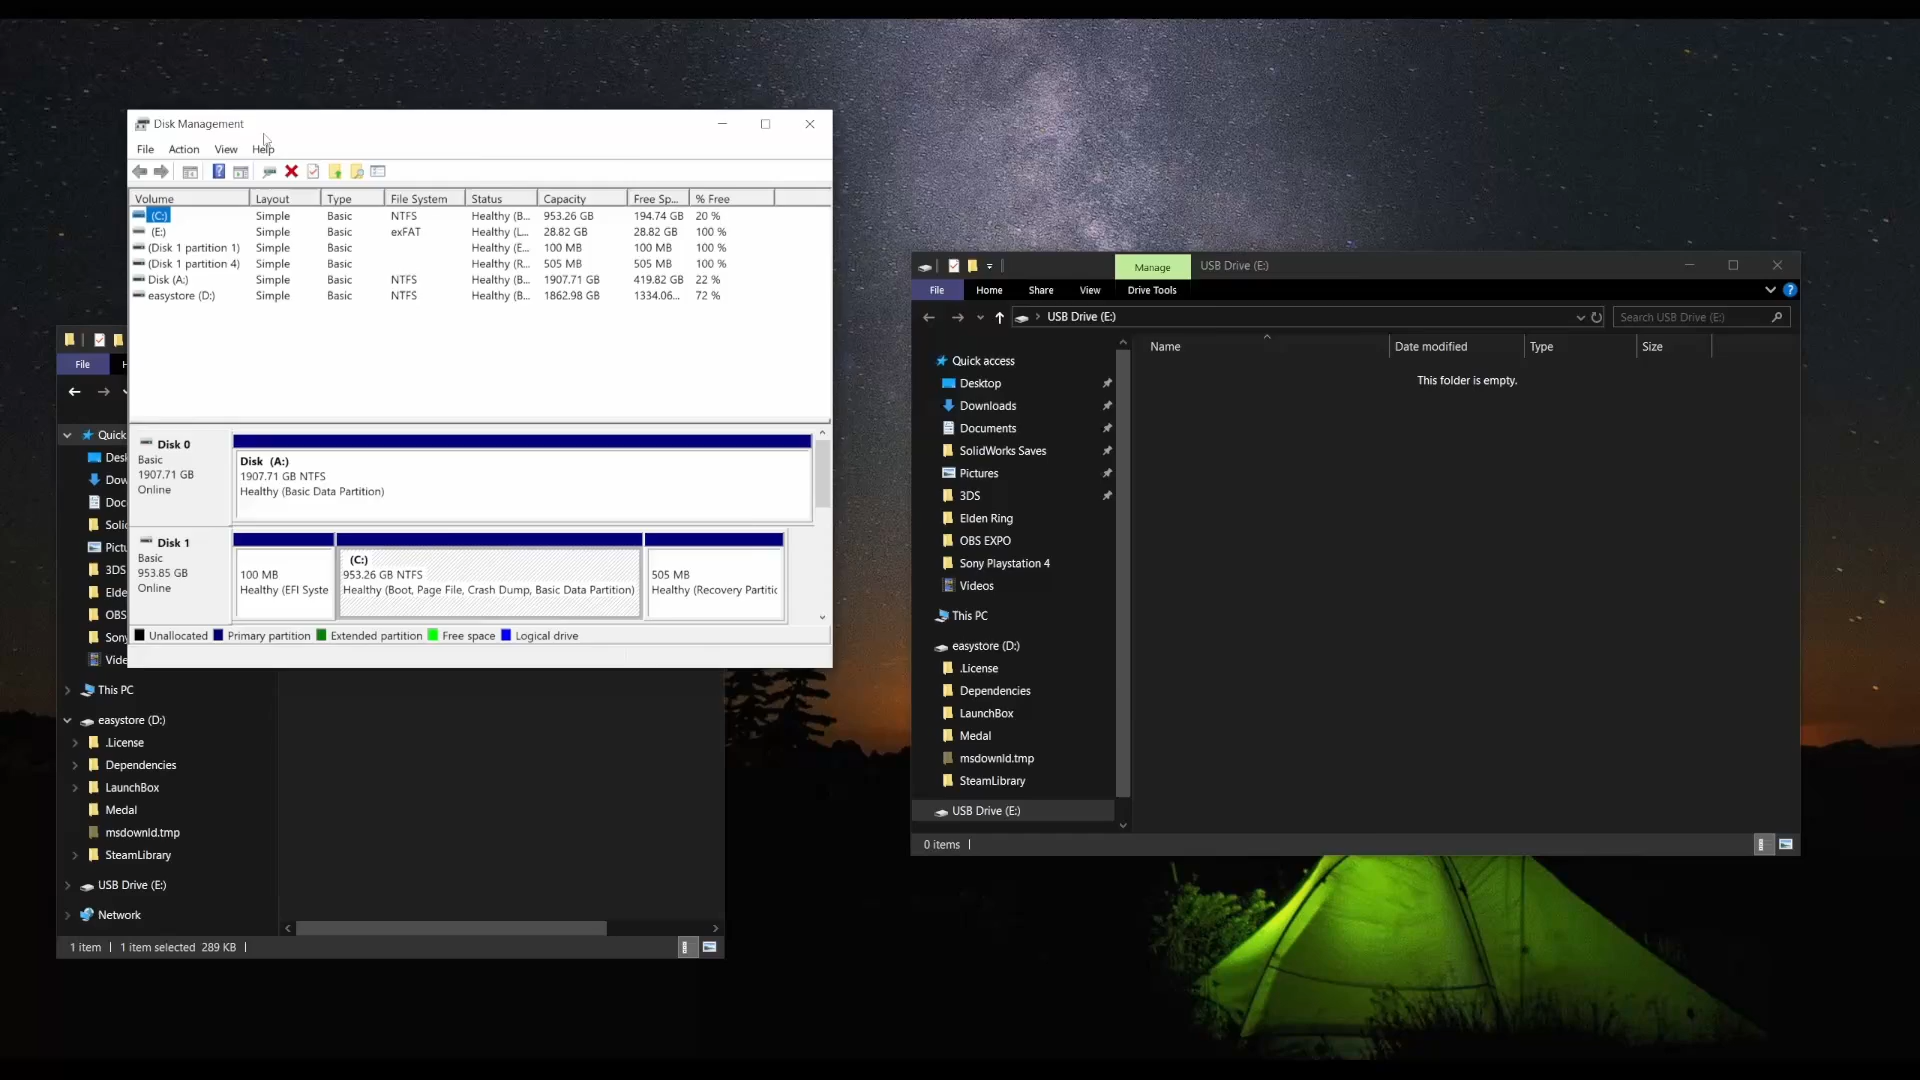 Disk Management
File Action View Help
Volume Layout Type File System Status Capacity Free Sp... % Free
(C:) Simple Basic NTFS Healthy (B... 953.26 GB 194.74 GB 20 %
(E:) Simple Basic exFAT Healthy (L... 28.82 GB 28.82 GB 100 %
(Disk 1 partition 1) Simple Basic Healthy (E... 100 MB 100 MB 100 %
(Disk 1 partition 4) Simple Basic Healthy (R... 505 MB 505 MB 100 %
Disk (A:) Simple Basic NTFS Healthy (B... 1907.71 GB 419.82 GB 22 %
easystore (D:) Simple Basic NTFS Healthy (B... 1862.98 GB 1334.06... 72 %
Disk 0
Basic
1907.71 GB
Online
Disk (A:)
1907.71 GB NTFS
Healthy (Basic Data Partition)
Disk 1
Basic
953.85 GB
Online
100 MB
Healthy (EFI Syste
(C:)
953.26 GB NTFS
Healthy (Boot, Page File, Crash Dump, Basic Data Partition)
505 MB
Healthy (Recovery Partitic
Unallocated Primary partition Extended partition Free space Logical drive
File H
Quick
Desk
Dow
Doc
Solic
Pictu
3DS
Elde
OBS
Sony
Vide
This PC
easystore (D:)
.License
Dependencies
LaunchBox
Medal
msdownld.tmp
SteamLibrary
USB Drive (E:)
Network
1 item 1 item selected 289 KB
Manage USB Drive (E:)
File Home Share View Drive Tools
USB Drive (E:) Search USB Drive (E:)
Name Date modified Type Size
This folder is empty.
Quick access
Desktop
Downloads
Documents
SolidWorks Saves
Pictures
3DS
Elden Ring
OBS EXPO
Sony Playstation 4
Videos
This PC
easystore (D:)
.License
Dependencies
LaunchBox
Medal
msdownld.tmp
SteamLibrary
USB Drive (E:)
0 items